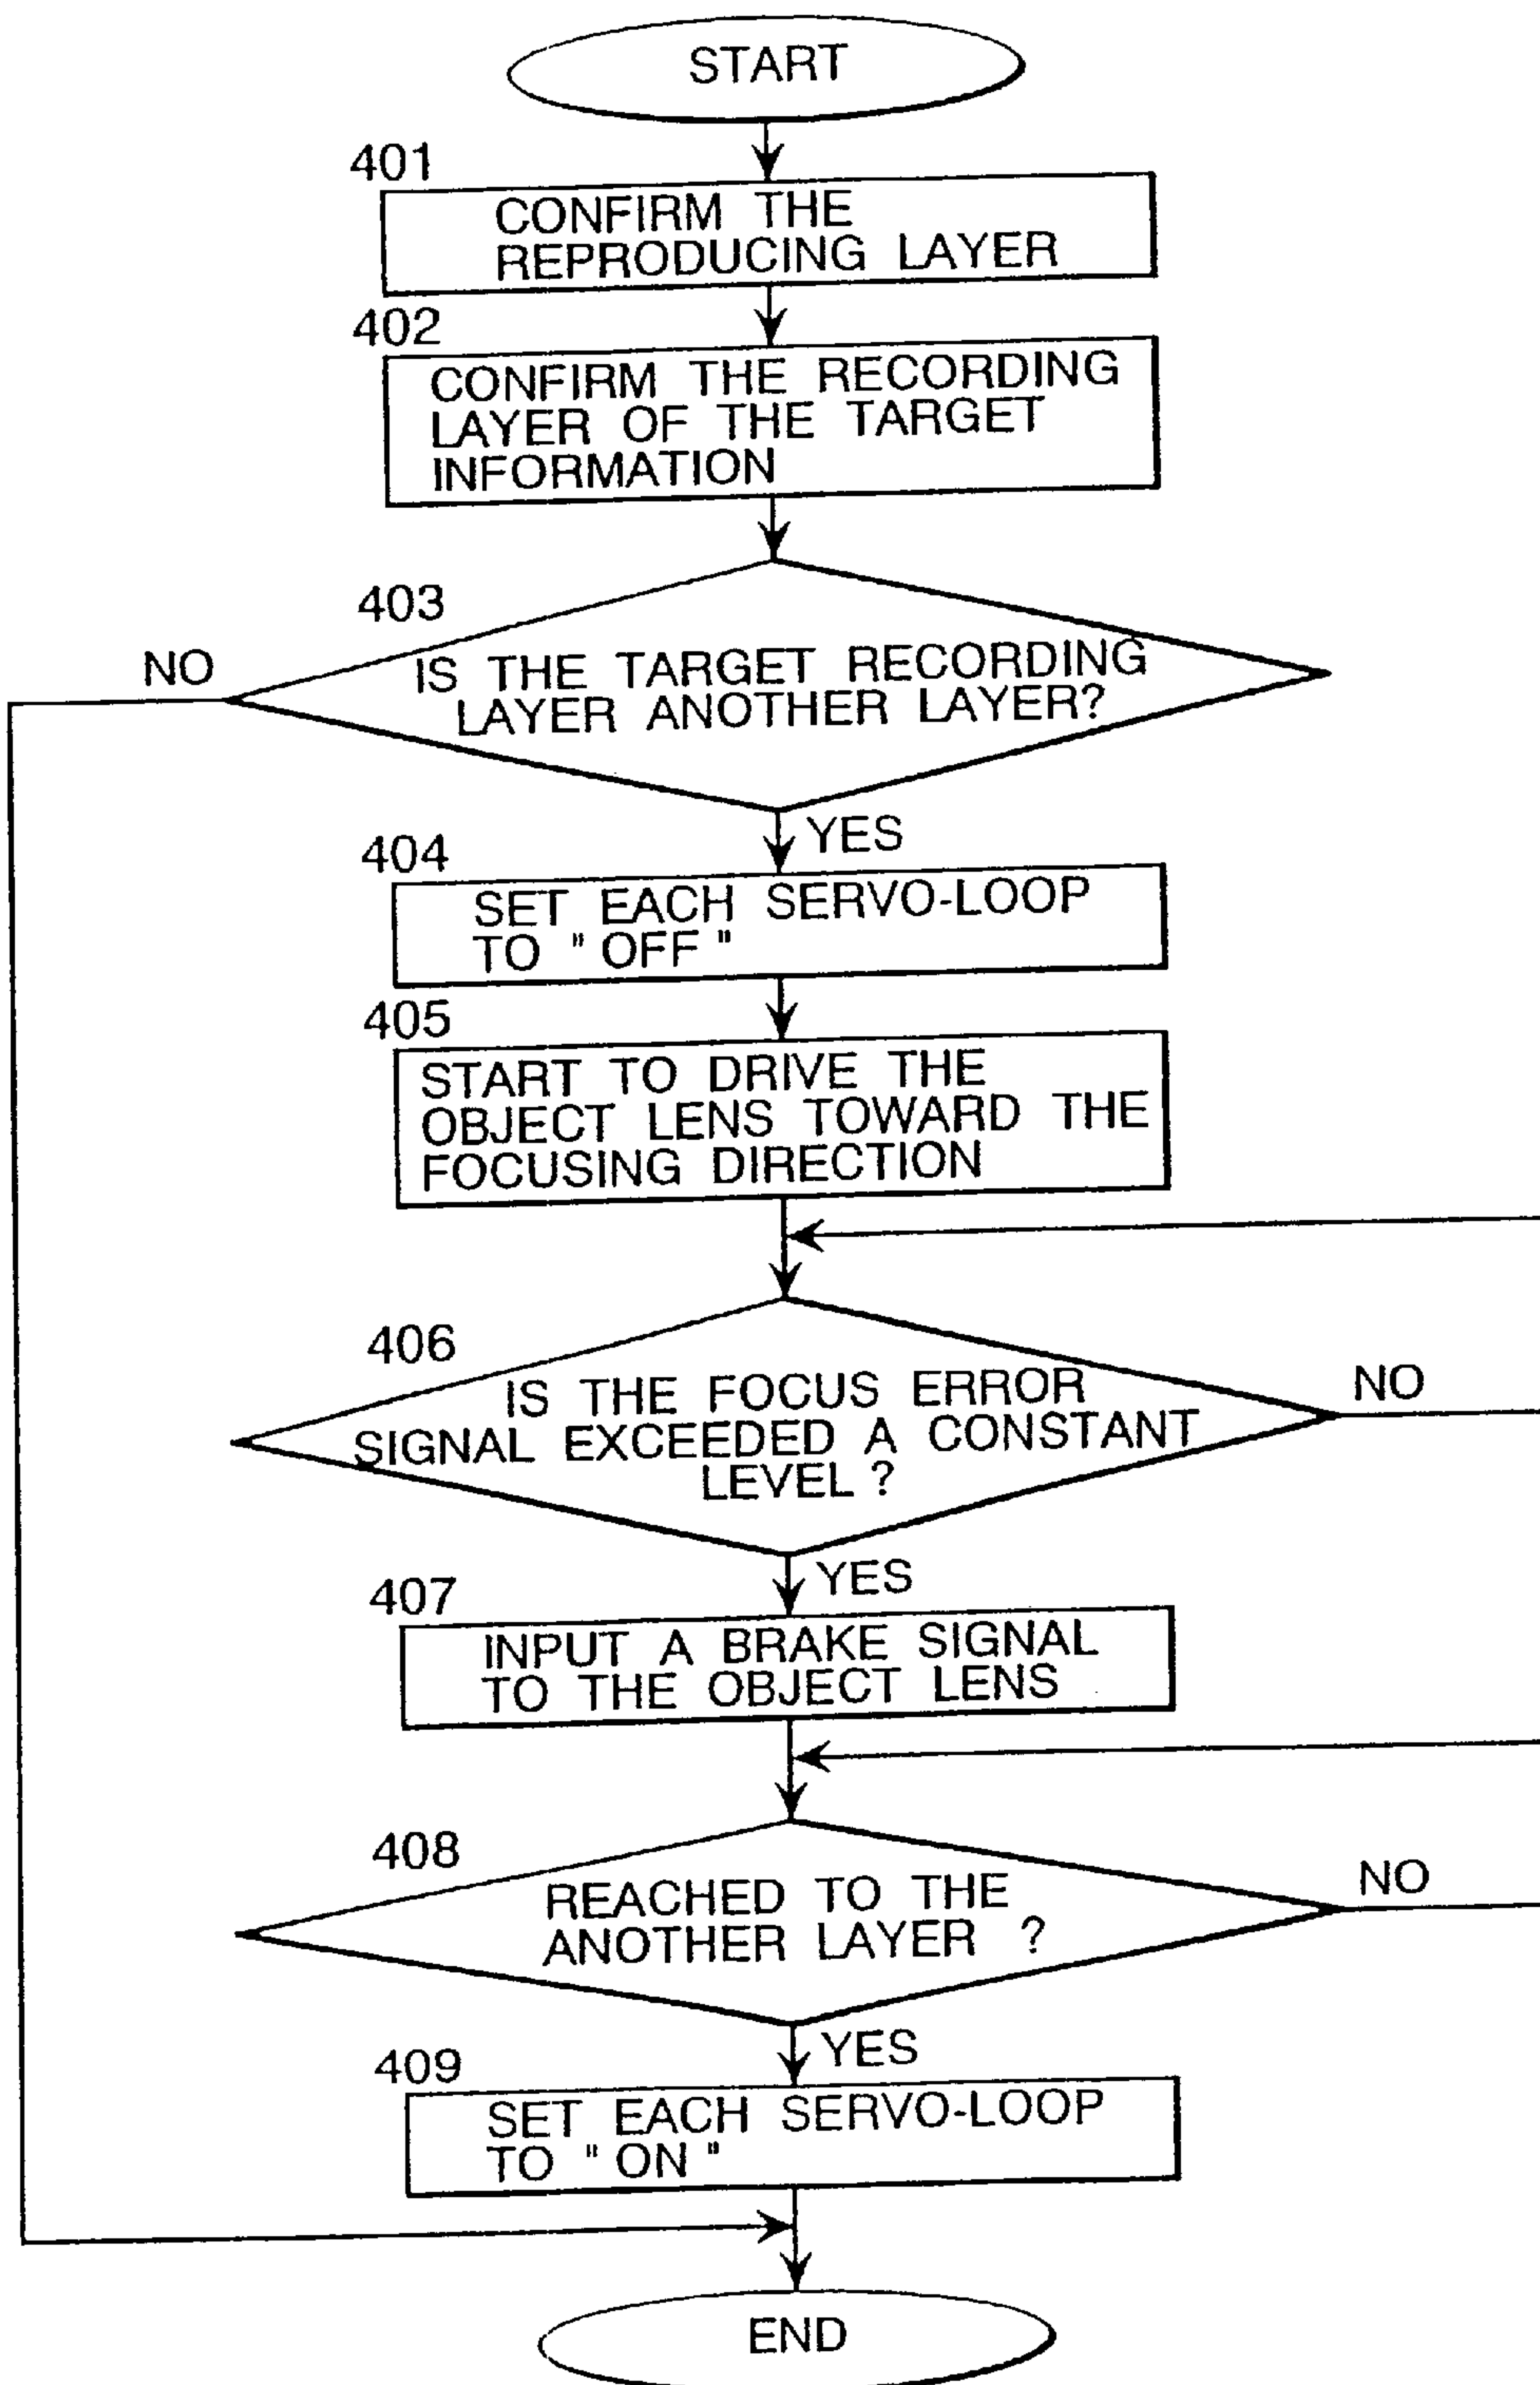 START
401
CONFIRM THE
REPRODUCING LAYER
402
CONFIRM THE RECORDING
LAYER OF THE TARGET
INFORMATION
403
NO
IS THE TARGET RECORDING
LAYER ANOTHER LAYER?
YES
404
SET EACH SERVO-LOOP
TO "OFF"
405
START TO DRIVE THE
OBJECT LENS TOWARD THE
FOCUSING DIRECTION
406
IS THE FOCUS ERROR
SIGNAL EXCEEDED A CONSTANT
LEVEL ?
NO
YES
407
INPUT A BRAKE SIGNAL
TO THE OBJECT LENS
408
REACHED TO THE
ANOTHER LAYER ?
NO
YES
409
SET EACH SERVO-LOOP
TO "ON"
END